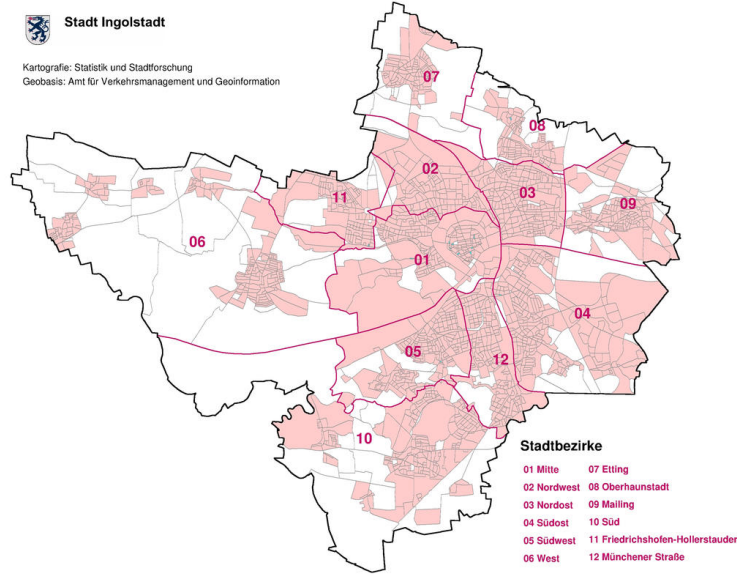 Stadt Ingolstadt
Kartografie: Statistik und Stadtforschung
Geobasis: Amt für Verkehrsmanagement und Geoinformation
07
08
02
03
11
09
06
01
04
05
12
10
Stadtbezirke
01 Mitte 07 Etting
02 Nordwest 08 Oberhaunstadt
03 Nordost 09 Mailing
04 Südost 10 Süd
05 Südwest 11 Friedrichshofen-Hollerstauden
06 West 12 Münchener Straße